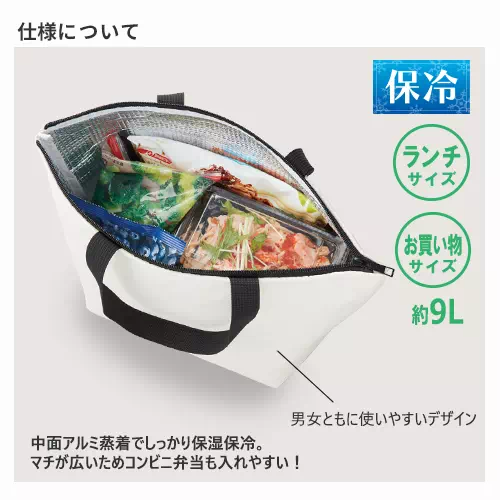 仕様について
保冷
ランチ
サイズ
お買い物
サイズ
約9L
男女ともに使いやすいデザイン
中面アルミ蒸着でしっかり保湿保冷。
マチが広いためコンビニ弁当も入れやすい！